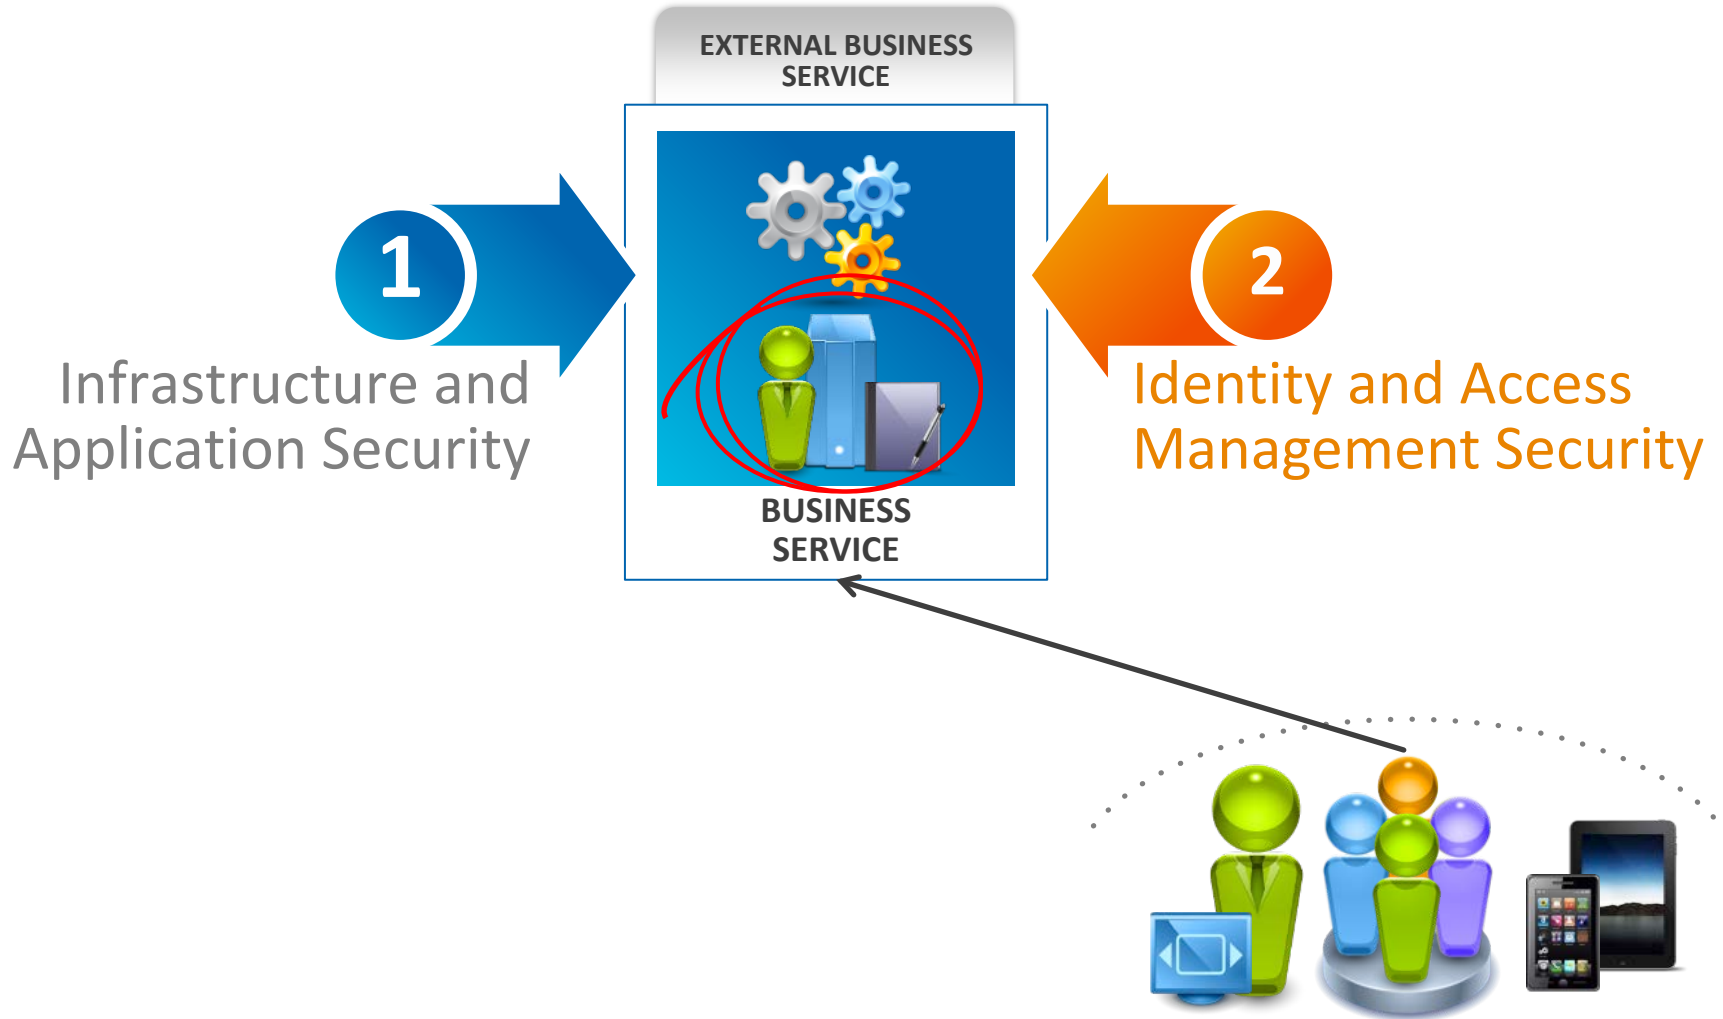 EXTERNAL BUSINESS
SERVICE
1
2
Infrastructure and
Application Security
Identity and Access
Management Security
BUSINESS
SERVICE